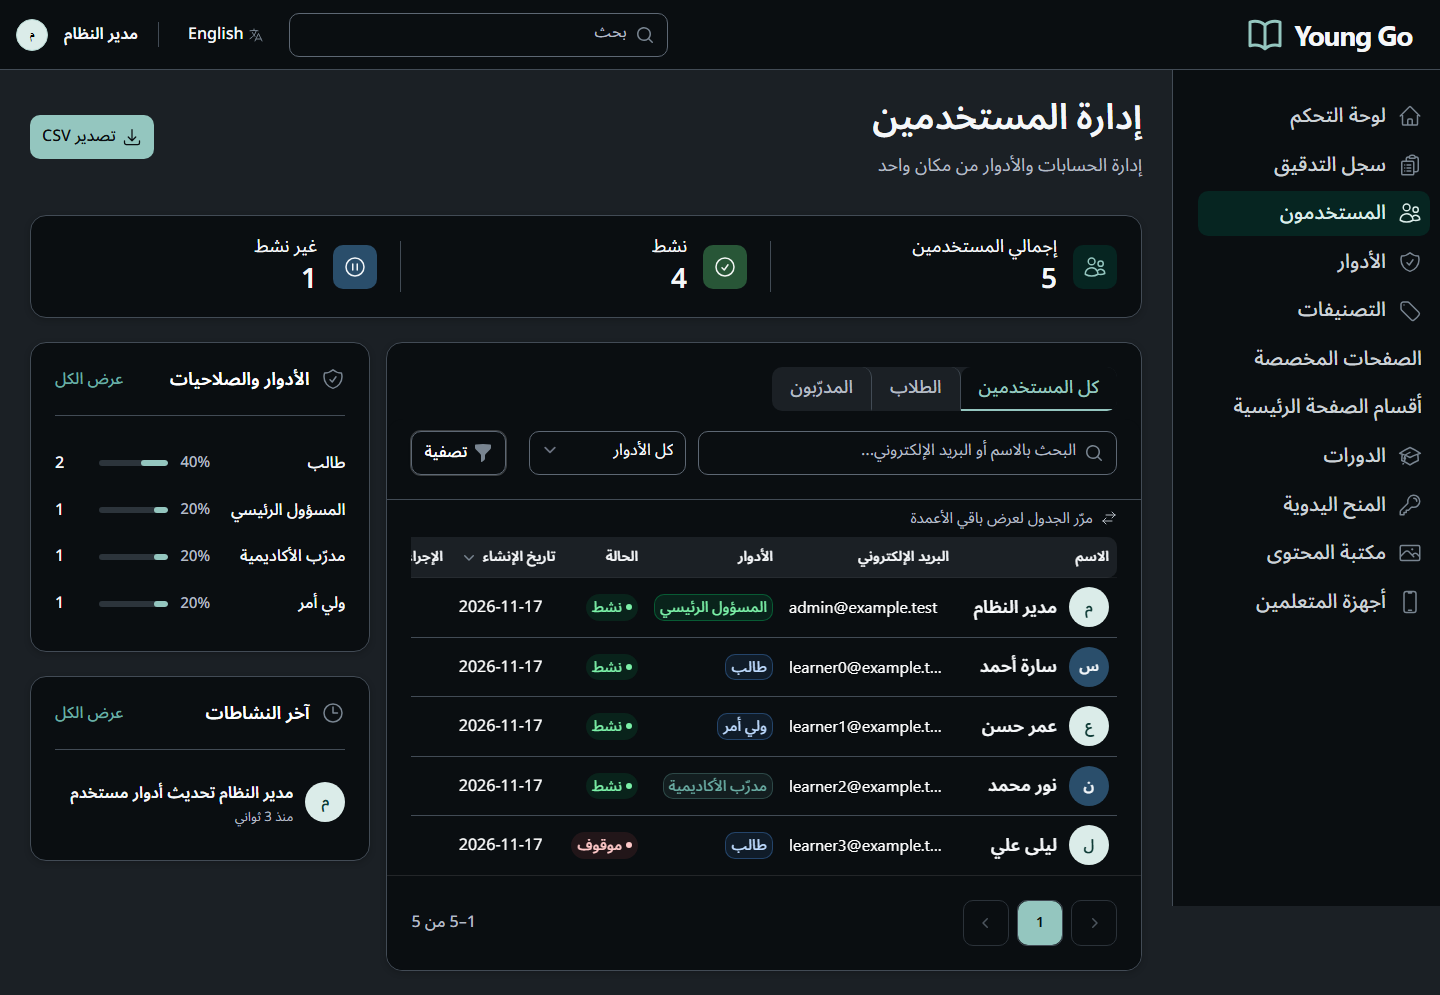 Young Go
بحث
English
مدير النظام
م
لوحة التحكم
سجل التدقيق
المستخدمون
الأدوار
التصنيفات
الصفحات المخصصة
أقسام الصفحة الرئيسية
الدورات
المنح اليدوية
مكتبة المحتوى
أجهزة المتعلمين
إدارة المستخدمين
إدارة الحسابات والأدوار من مكان واحد
تصدير CSV
إجمالي المستخدمين
5
نشط
4
غير نشط
1
كل المستخدمين
الطلاب
المدرّبون
البحث بالاسم أو البريد الإلكتروني...
كل الأدوار
تصفية
مرّر الجدول لعرض باقي الأعمدة
الاسم البريد الإلكتروني الأدوار الحالة تاريخ الإنشاء الإجرا
م مدير النظام admin@example.test المسؤول الرئيسي نشط 2026-11-17
س سارة أحمد learner0@example.t... طالب نشط 2026-11-17
ع عمر حسن learner1@example.t... ولي أمر نشط 2026-11-17
ن نور محمد learner2@example.t... مدرّب الأكاديمية نشط 2026-11-17
ل ليلى علي learner3@example.t... طالب موقوف 2026-11-17
1
1–5 من 5
الأدوار والصلاحيات
عرض الكل
طالب 40% 2
المسؤول الرئيسي 20% 1
مدرّب الأكاديمية 20% 1
ولي أمر 20% 1
آخر النشاطات
عرض الكل
م
مدير النظام تحديث أدوار مستخدم
منذ 3 ثواني